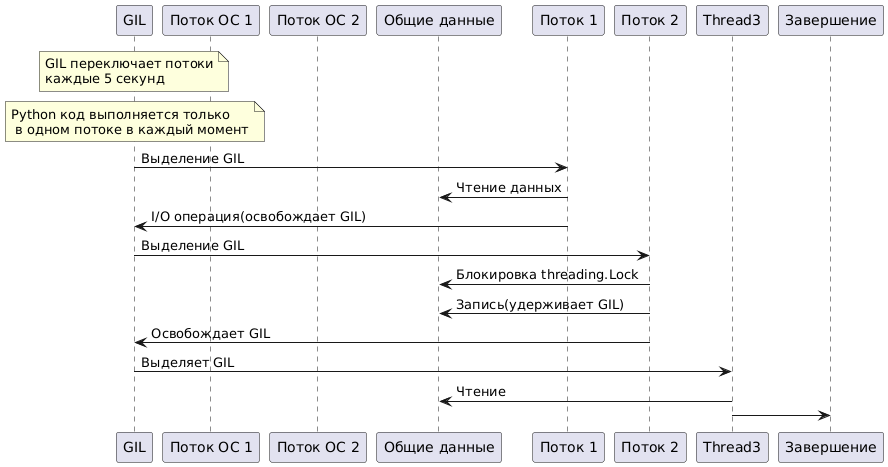 GIL
Поток ОС 1
Поток ОС 2
Общие данные
Поток 1
Поток 2
Thread3
Завершение
GIL переключает потоки
каждые 5 секунд
Python код выполняется только
в одном потоке в каждый момент
Выделение GIL
Чтение данных
I/O операция(освобождает GIL)
Выделение GIL
Блокировка threading.Lock
Запись(удерживает GIL)
Освобождает GIL
Выделяет GIL
Чтение
GIL
Поток ОС 1
Поток ОС 2
Общие данные
Поток 1
Поток 2
Thread3
Завершение